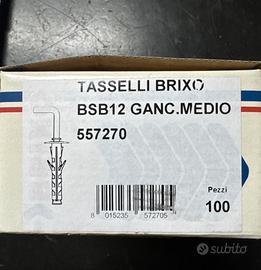 TASSELLI BRIXO
BSB12 GANC.MEDIO
557270
Pezzi
100
8 015235 572705
subito